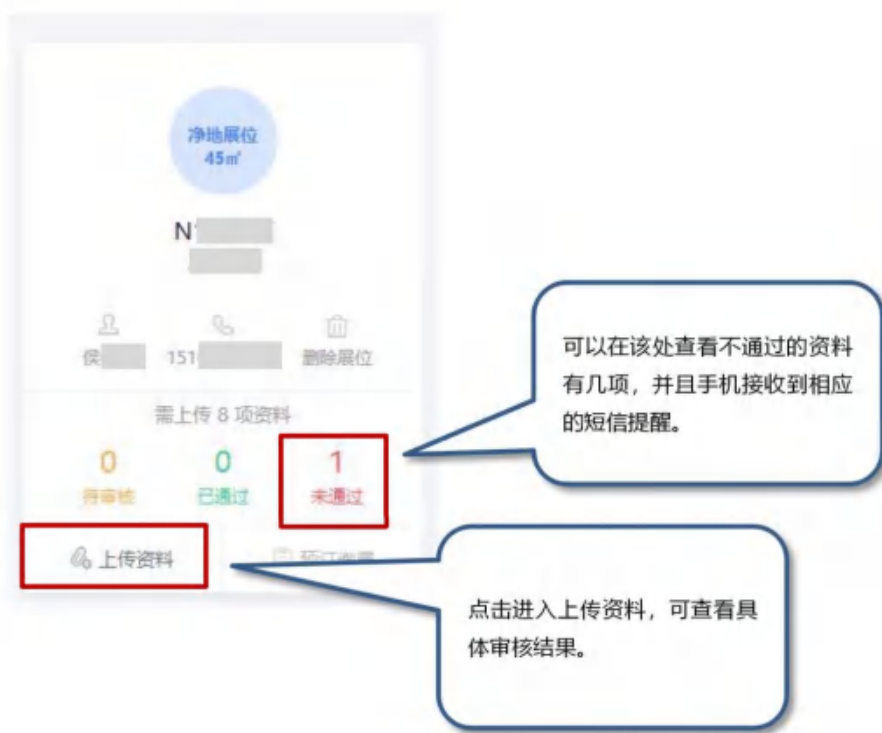 净地展位
45㎡
N
侯
151
删除展位
需上传 8 项资料
0
0
1
待审核
已通过
未通过
上传资料
可以在该处查看不通过的资料
有几项，并且手机接收到相应
的短信提醒。
点击进入上传资料，可查看具
体审核结果。